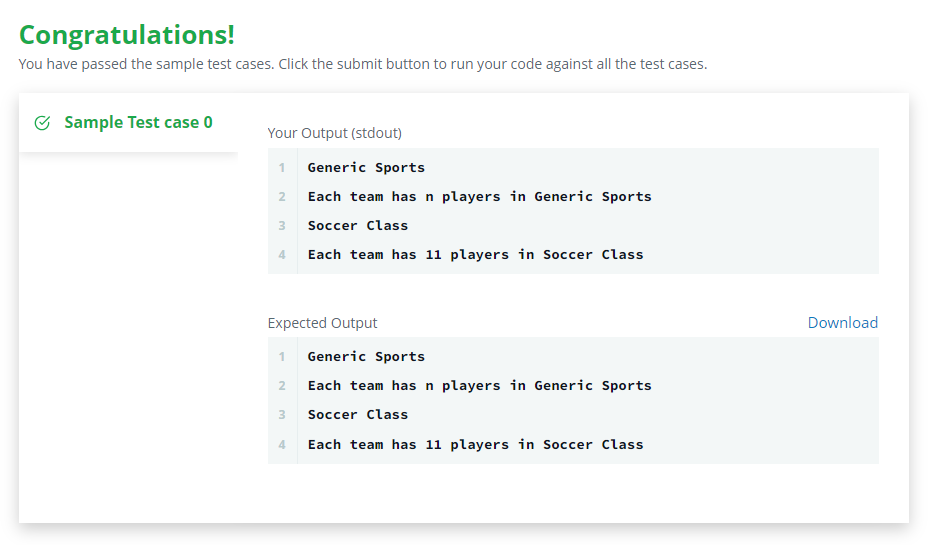 Congratulations!
You have passed the sample test cases. Click the submit button to run your code against all the test cases.
Sample Test case 0
Your Output (stdout)
1 Generic Sports
2 Each team has n players in Generic Sports
3 Soccer Class
4 Each team has 11 players in Soccer Class
Expected Output Download
1 Generic Sports
2 Each team has n players in Generic Sports
3 Soccer Class
4 Each team has 11 players in Soccer Class